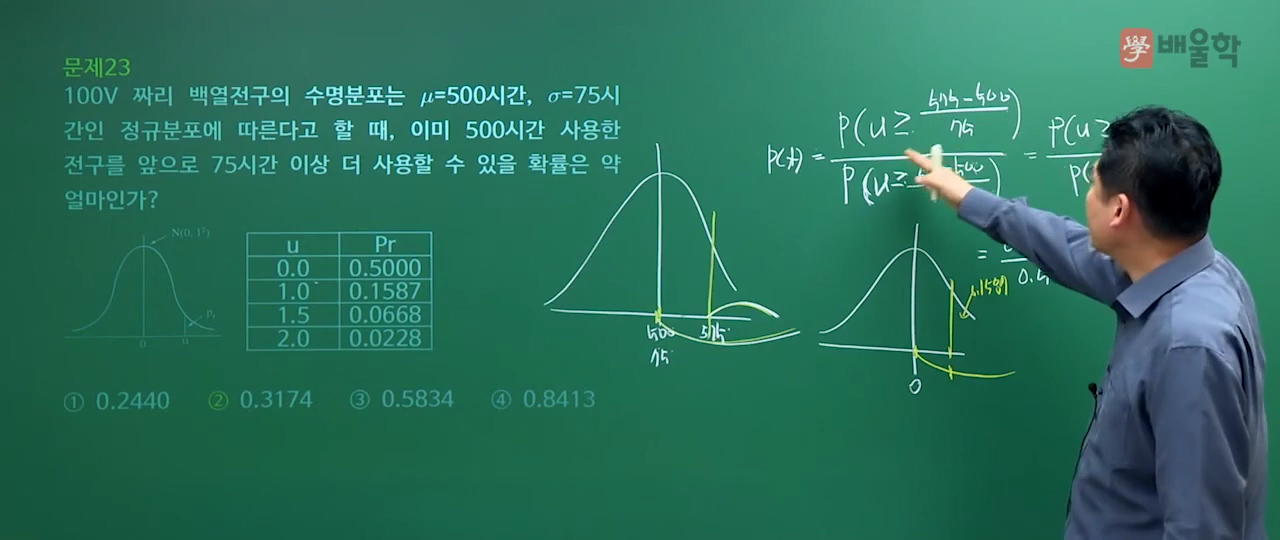 學 배울학
문제23
100V 짜리 백열전구의 수명분포는 μ=500시간, σ=75시
간인 정규분포에 따른다고 할 때, 이미 500시간 사용한
전구를 앞으로 75시간 이상 더 사용할 수 있을 확률은 약
얼마인가?
N(0, 1²)
Pr
0 u
u Pr
0.0 0.5000
1.0 0.1587
1.5 0.0668
2.0 0.0228
① 0.2440 ② 0.3174 ③ 0.5834 ④ 0.8413
500 575
75
P(u ≥ 575-500
75 )
P(u ≥
=
=
P(u ≥
=
0